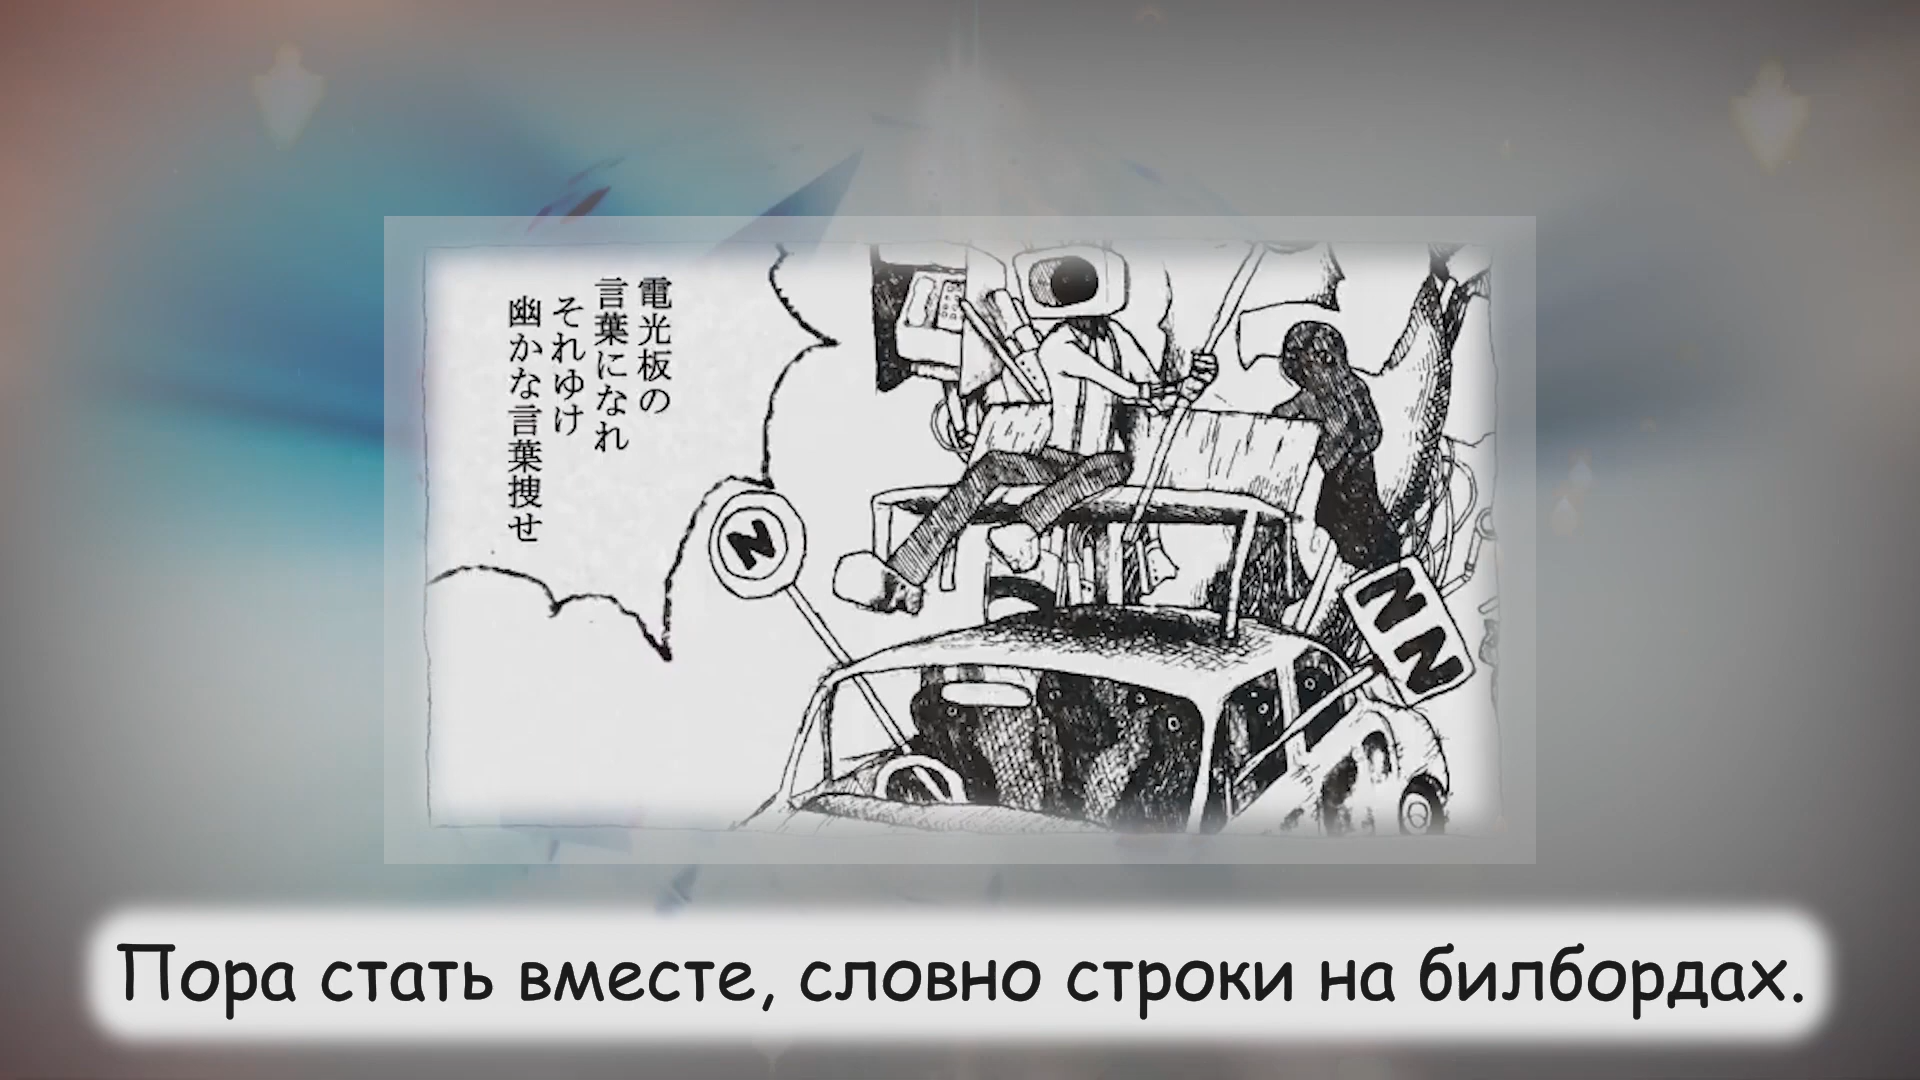 電光板の
言葉になれ
それゆけ
幽かな言葉捜せ
N
NN
Пора стать вместе, словно строки на билбордах.